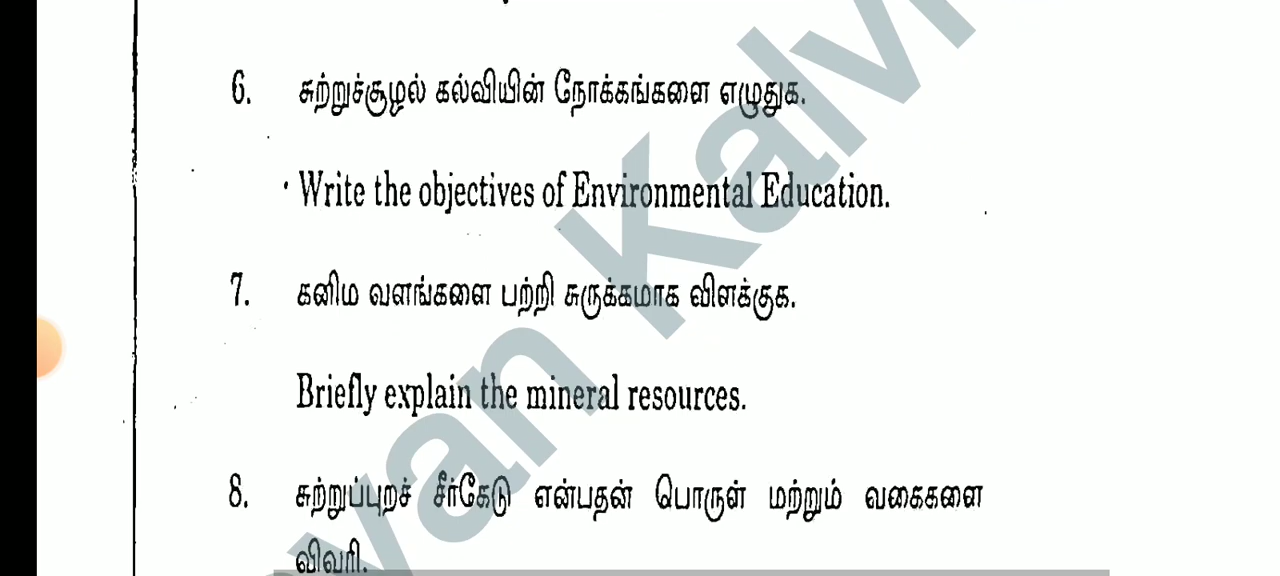 6. சுற்றுச்சூழல் கல்வியின் நோக்கங்களை எழுதுக.
Write the objectives of Environmental Education.
7. கனிம வளங்களை பற்றி சுருக்கமாக விளக்குக.
Briefly explain the mineral resources.
8. சுற்றுப்புறச் சீர்கேடு என்பதன் பொருள் மற்றும் வகைகளை
விவரி.